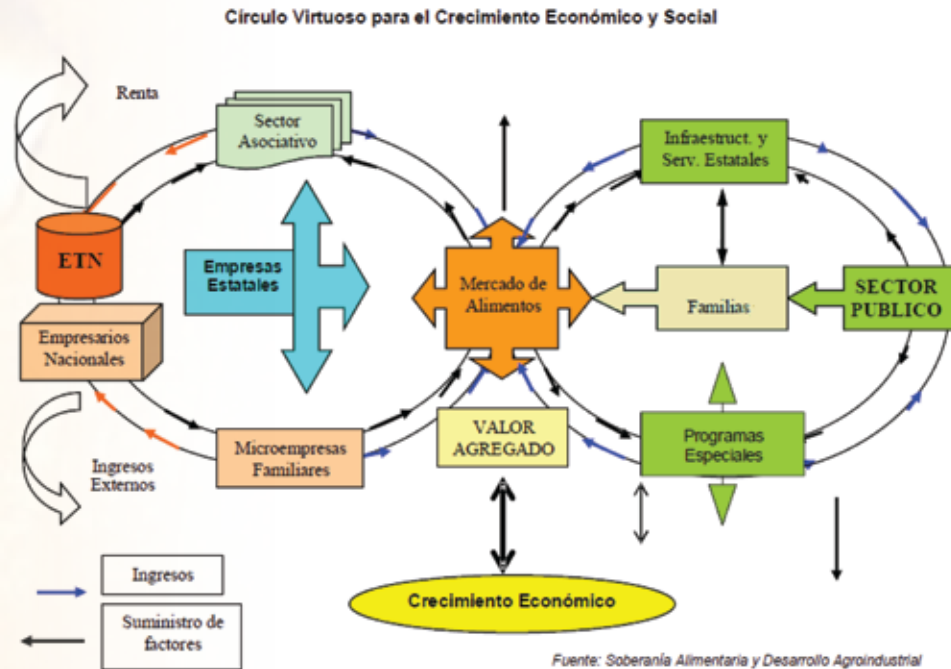 Círculo Virtuoso para el Crecimiento Económico y Social
Renta
Sector
Asociativo
Infraestruct. y
Serv. Estatales
ETN
Empresas
Estatales
Mercado de
Alimentos
Familias
SECTOR
PUBLICO
Empresarios
Nacionales
Microempresas
Familiares
VALOR
AGREGADO
Programas
Especiales
Ingresos
Externos
Ingresos
Suministro de
factores
Crecimiento Económico
Fuente: Soberanía Alimentaria y Desarrollo Agroindustrial